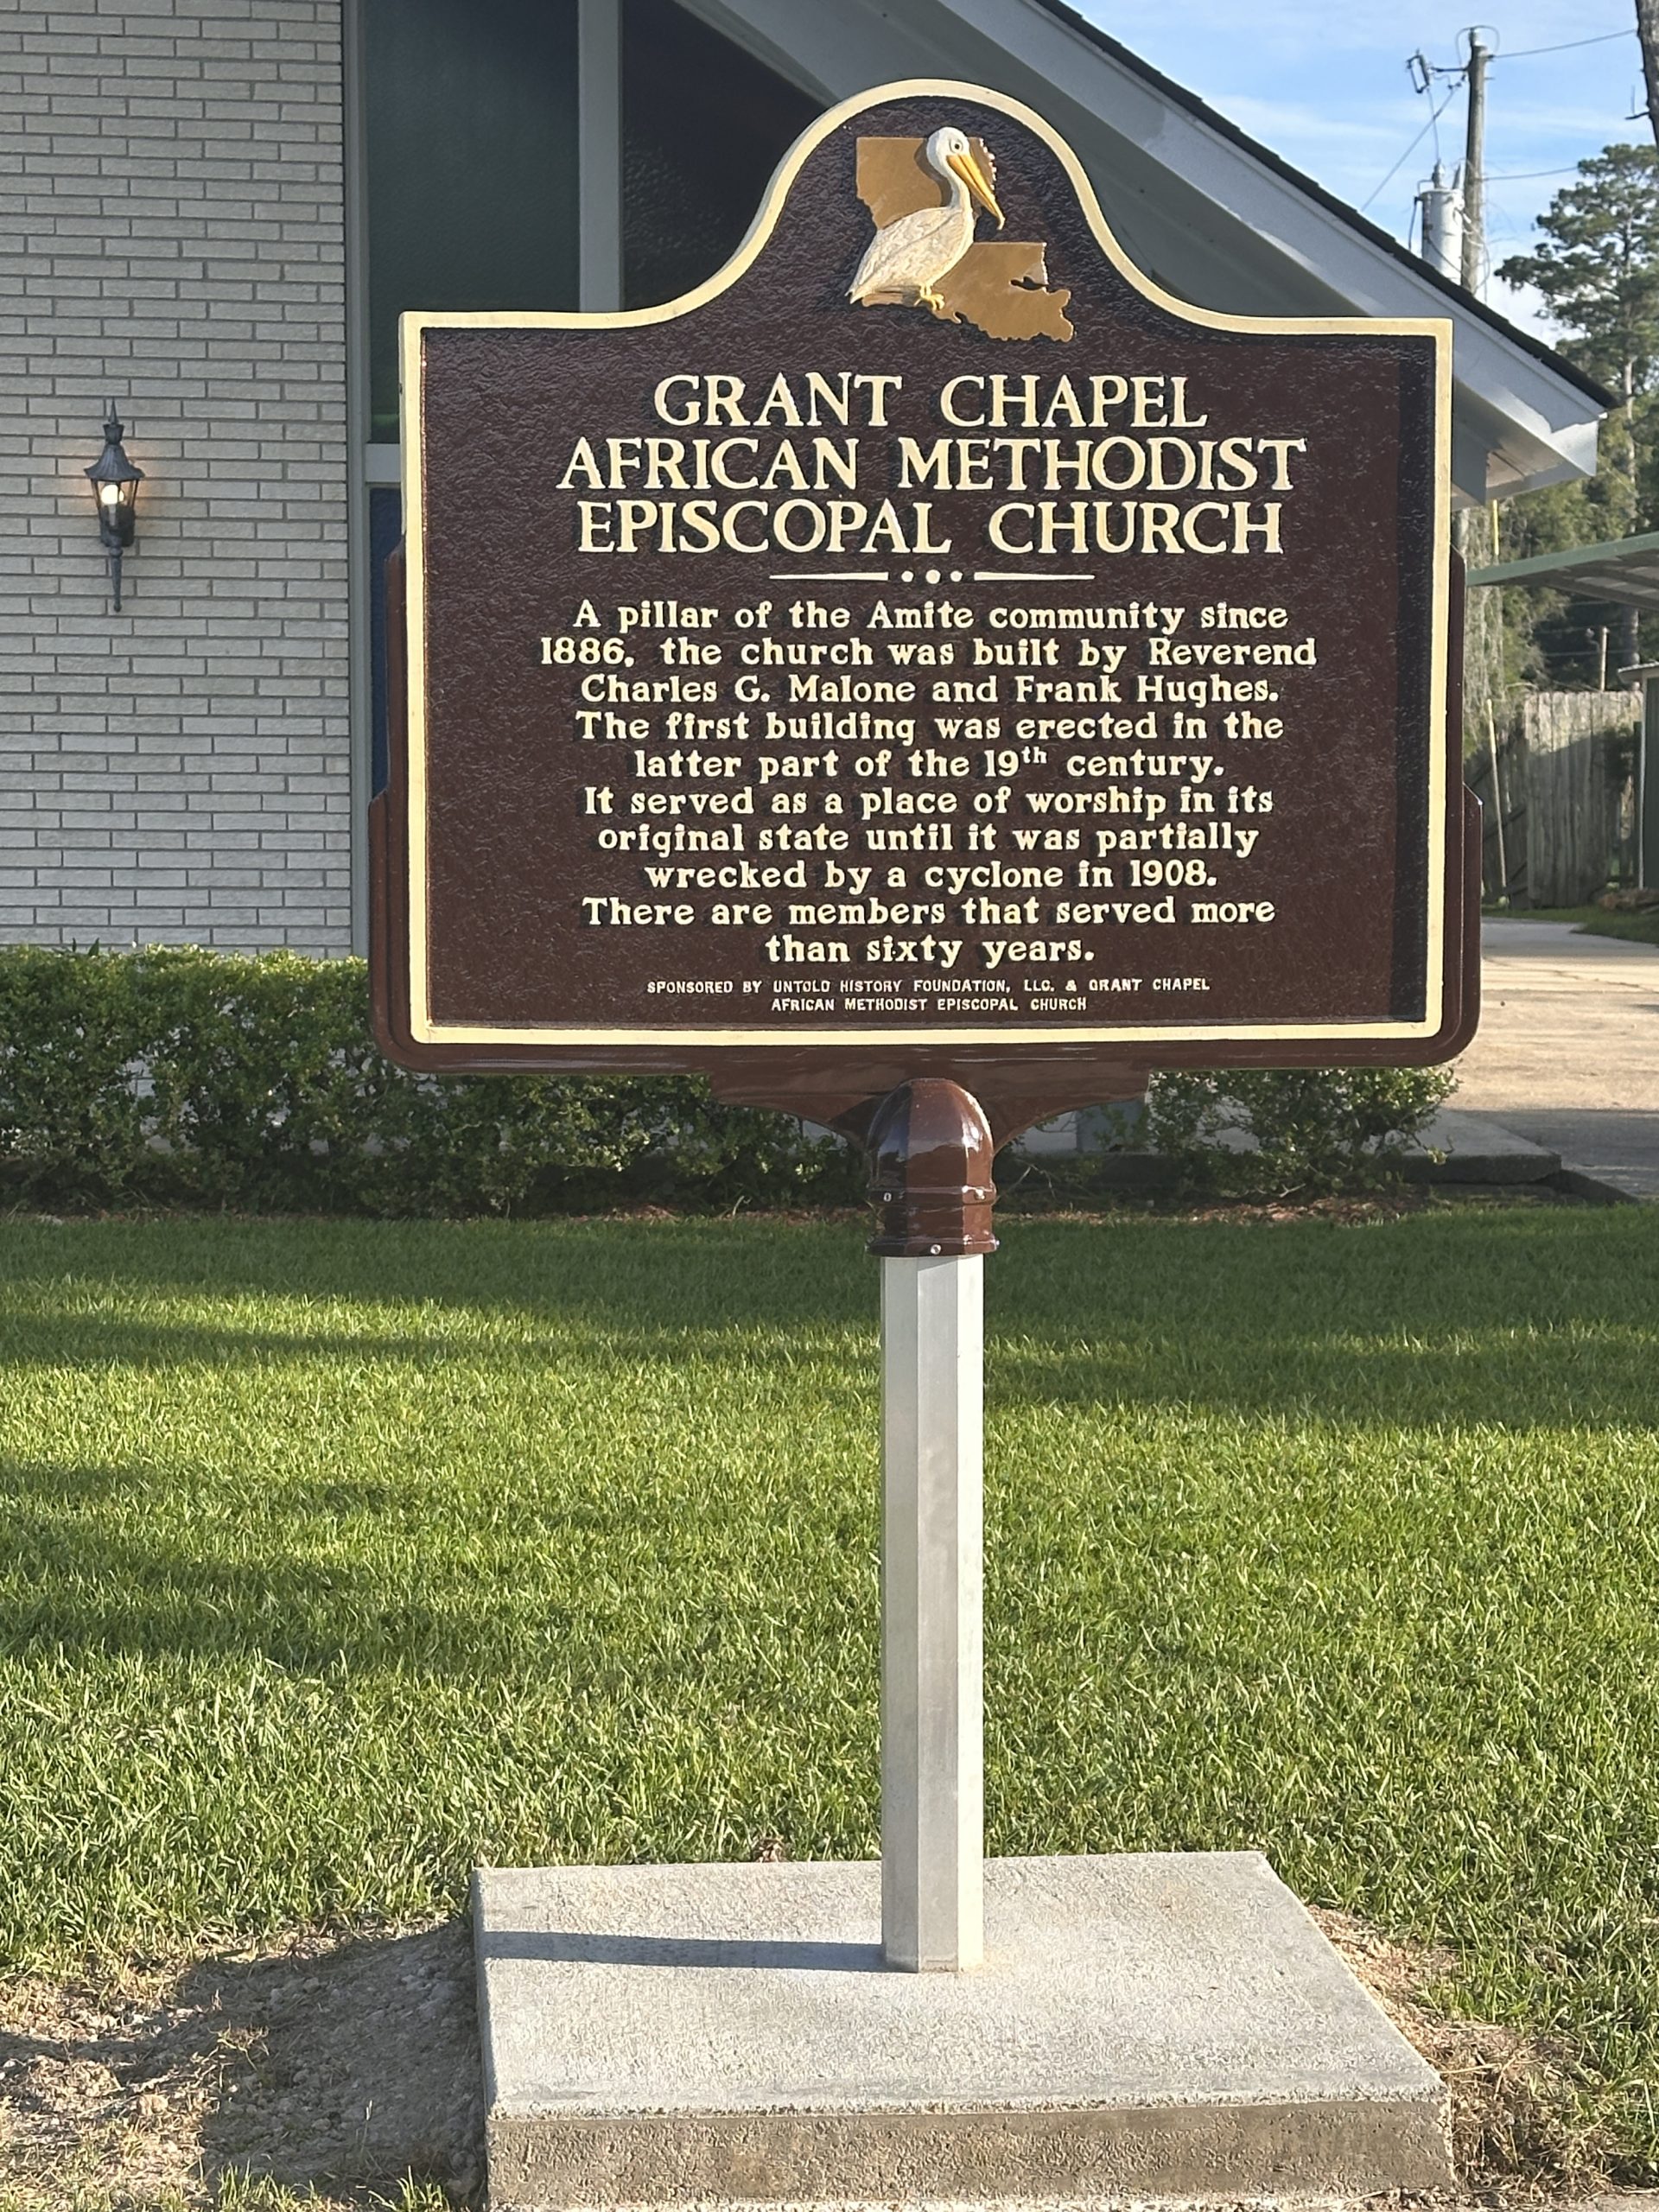 GRANT CHAPEL
AFRICAN METHODIST
EPISCOPAL CHURCH
A pillar of the Amite community since
1886, the church was built by Reverend
Charles G. Malone and Frank Hughes.
The first building was erected in the
latter part of the 19th century.
It served as a place of worship in its
original state until it was partially
wrecked by a cyclone in 1908.
There are members that served more
than sixty years.
SPONSORED BY UNTOLD HISTORY FOUNDATION, LLC. & GRANT CHAPEL
AFRICAN METHODIST EPISCOPAL CHURCH